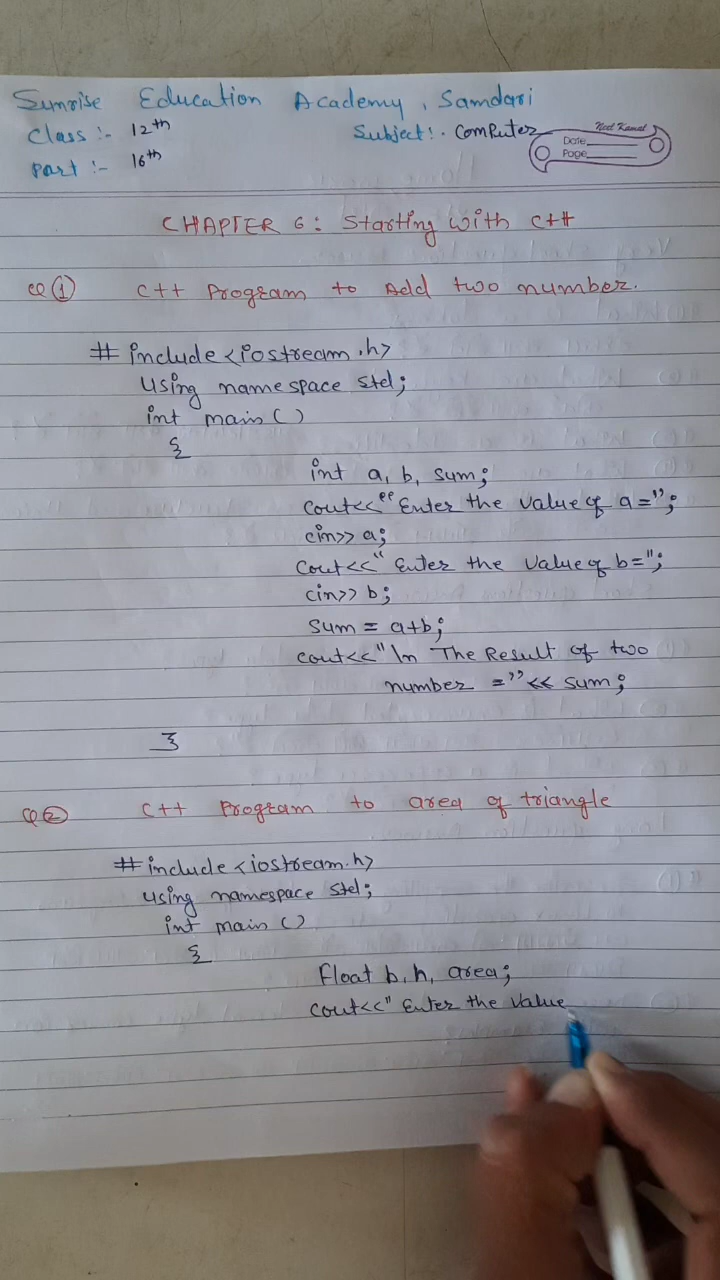 Sunrise Education Academy, Samdari
Class :- 12th Subject :- Computer
Part :- 16th
Neel Kamal
Date
Page
CHAPTER 6: Starting with C++
Q1 C++ Program to Add two number.
# include <iostream.h>
using namespace std;
int main ()
{
int a, b, sum;
cout<<"Enter the value of a=";
cin>> a;
cout<<" Enter the value of b=";
cin>> b;
sum = a+b;
cout<<"\n The Result of two
number ="<< sum;
}
Q2 C++ Program to area of triangle
# include <iostream.h>
using namespace std;
int main ()
{
float b, h, area;
cout<<" Enter the value